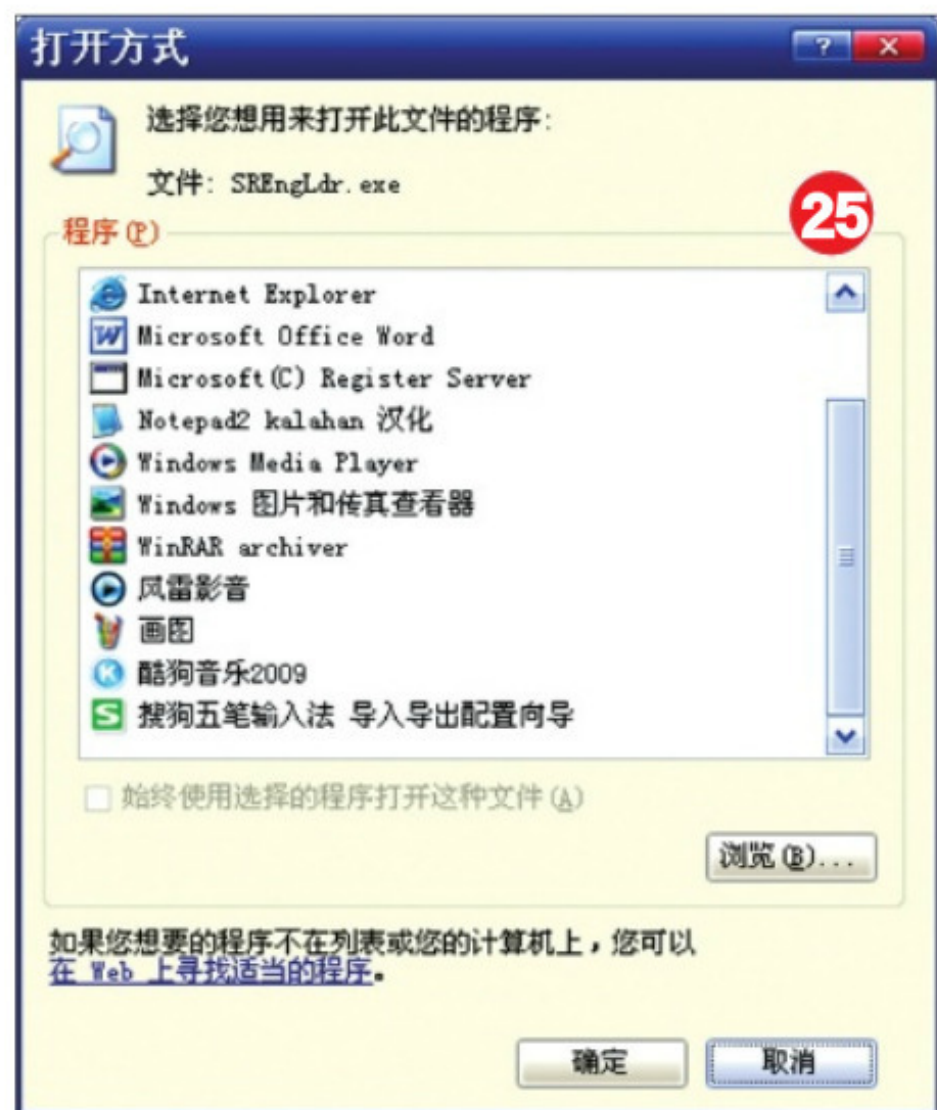 打开方式
选择您想用来打开此文件的程序:
文件: SREngLdr.exe
25
程序(P)
Internet Explorer
Microsoft Office Word
Microsoft(C) Register Server
Notepad2 kalahan 汉化
Windows Media Player
Windows 图片和传真查看器
WinRAR archiver
风雷影音
画图
酷狗音乐2009
搜狗五笔输入法 导入导出配置向导
始终使用选择的程序打开这种文件(A)
浏览(B)...
如果您想要的程序不在列表或您的计算机上，您可以
在 Web 上寻找适当的程序。
确定
取消